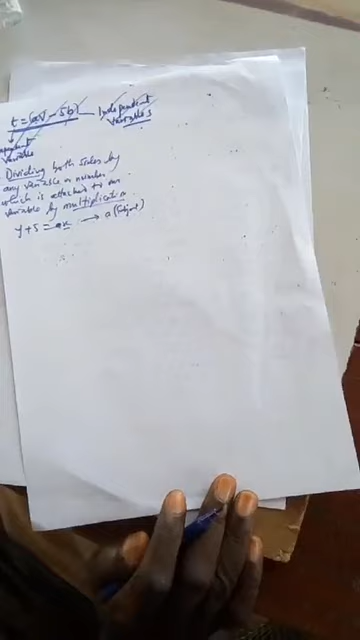 t = (av - 5b) — Independent
variables
variable
Dividing both sides by
any variable or number
which is attached to our
variable by multiplication
y+5 = ax → a (subject)